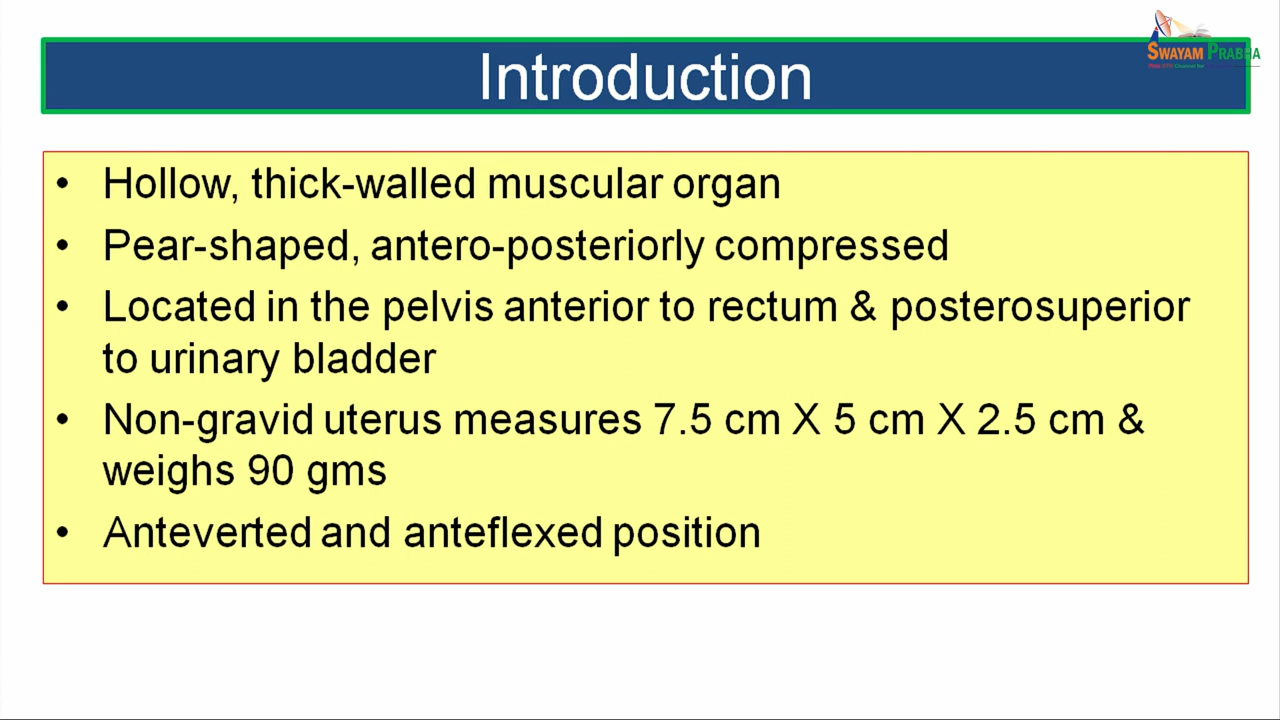 SWAYAM PRABHA
Introduction
• Hollow, thick-walled muscular organ
• Pear-shaped, antero-posteriorly compressed
• Located in the pelvis anterior to rectum & posterosuperior
to urinary bladder
• Non-gravid uterus measures 7.5 cm X 5 cm X 2.5 cm &
weighs 90 gms
• Anteverted and anteflexed position